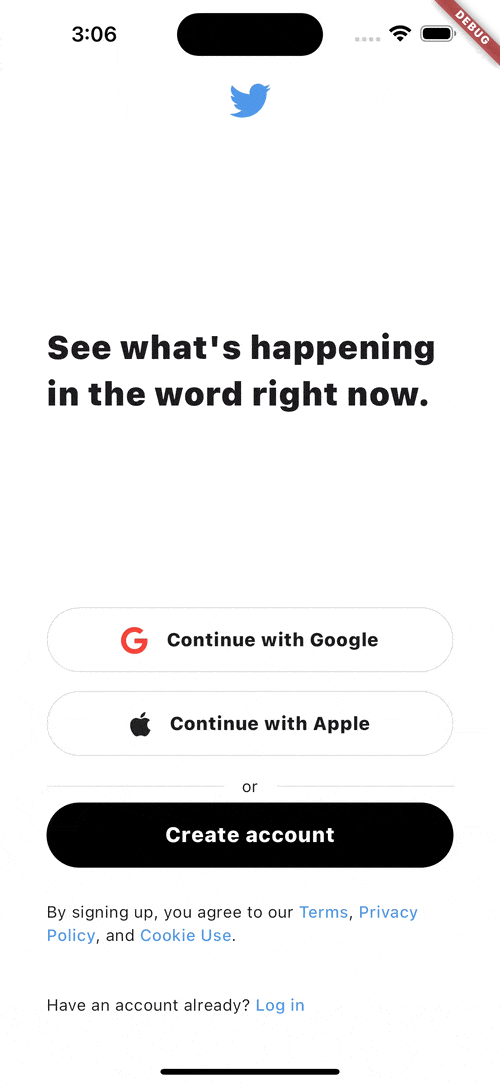 3:06
DEBUG
See what's happening
in the word right now.
Continue with Google
Continue with Apple
or
Create account
By signing up, you agree to our Terms, Privacy
Policy, and Cookie Use.
Have an account already? Log in